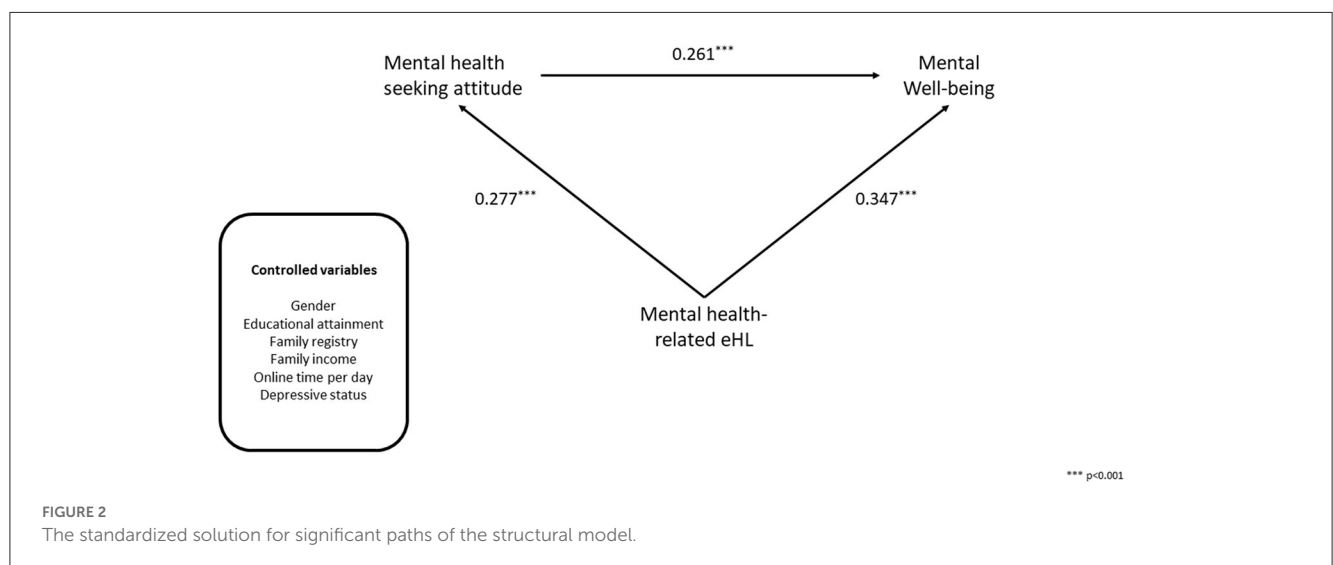 0.261***
Mental health
seeking attitude
Mental
Well-being
0.277***
0.347***
Controlled variables
Gender
Educational attainment
Family registry
Family income
Online time per day
Depressive status
Mental health-
related eHL
*** p<0.001
FIGURE 2
The standardized solution for significant paths of the structural model.